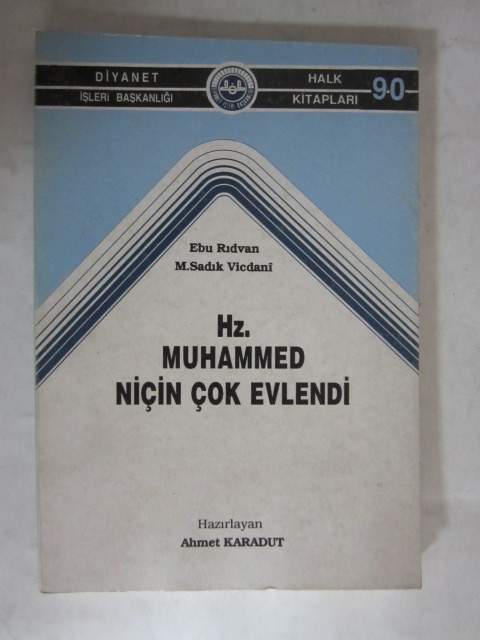 DİYANET
İŞLERİ BAŞKANLIĞI
HALK
KİTAPLARI
90
Ebu Rıdvan
M.Sadık Vicdanî
Hz.
MUHAMMED
NİÇİN ÇOK EVLENDİ
Hazırlayan
Ahmet KARADUT